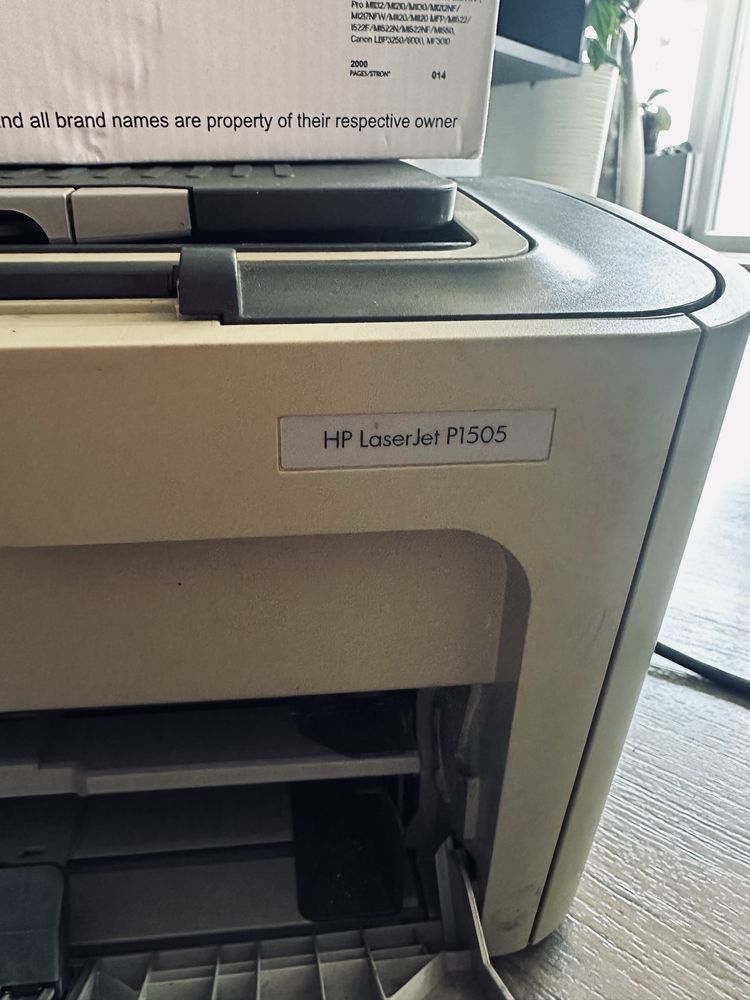 Pro M1132/M1210/M1130/M1212NF/
M1217NFW/M1120/M1120 MFP/M1522/
1522F/M1522N/M1522NF/M1550,
Canon LBP3250/6000, MF3010
2000
PAGES/STRON*
014
nd all brand names are property of their respective owner
HP LaserJet P1505